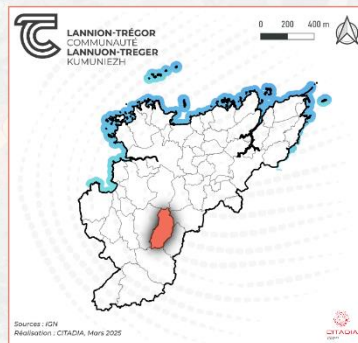 LANNION-TRÉGOR
COMMUNAUTÉ
LANNUON-TREGER
KUMUNIEZH
0 200 400 m
Sources : IGN
Réalisation : CITADIA, Mars 2025
CITADIA